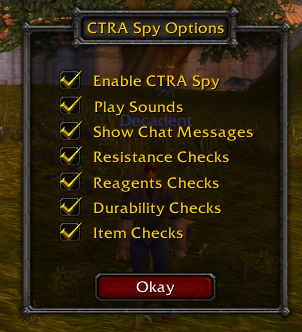 CTRA Spy Options
Enable CTRA Spy
Play Sounds
Decadent
Show Chat Messages
Resistance Checks
Reagents Checks
Durability Checks
Item Checks
Okay